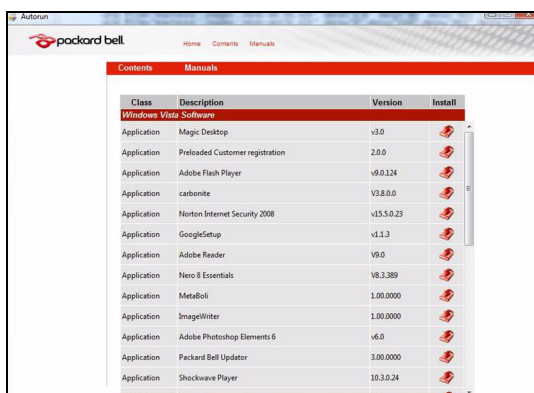 Autorun
packard bell.
Home Contents Manuals
Contents Manuals
Class Description Version Install
Windows Vista Software
Application Magic Desktop v3.0
Application Preloaded Customer registration 2.0.0
Application Adobe Flash Player v9.0.124
Application carbonite V3.8.0.0
Application Norton Internet Security 2008 v15.5.0.23
Application GoogleSetup v1.1.3
Application Adobe Reader V9.0
Application Nero 8 Essentials V8.3.389
Application MetaBoli 1.00.0000
Application ImageWriter 1.00.0000
Application Adobe Photoshop Elements 6 v6.0
Application Packard Bell Updator 3.00.0000
Application Shockwave Player 10.3.0.24